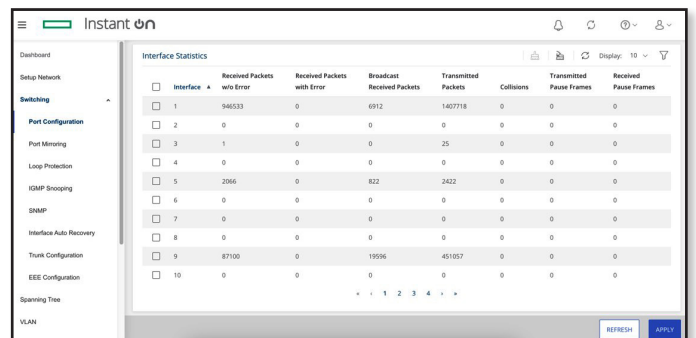 Instant on
Dashboard
Setup Network
Switching
Port Configuration
Port Mirroring
Loop Protection
IGMP Snooping
SNMP
Interface Auto Recovery
Trunk Configuration
EEE Configuration
Spanning Tree
VLAN
Interface Statistics
Display: 10
Interface Received Packets w/o Error Received Packets with Error Broadcast Received Packets Transmitted Packets Collisions Transmitted Pause Frames Received Pause Frames
1 946533 0 6912 1407718 0 0 0
2 0 0 0 0 0 0 0
3 1 0 0 25 0 0 0
4 0 0 0 0 0 0 0
5 2066 0 822 2422 0 0 0
6 0 0 0 0 0 0 0
7 0 0 0 0 0 0 0
8 0 0 0 0 0 0 0
9 87100 0 19596 451057 0 0 0
10 0 0 0 0 0 0 0
« ‹ 1 2 3 4 › »
REFRESH APPLY